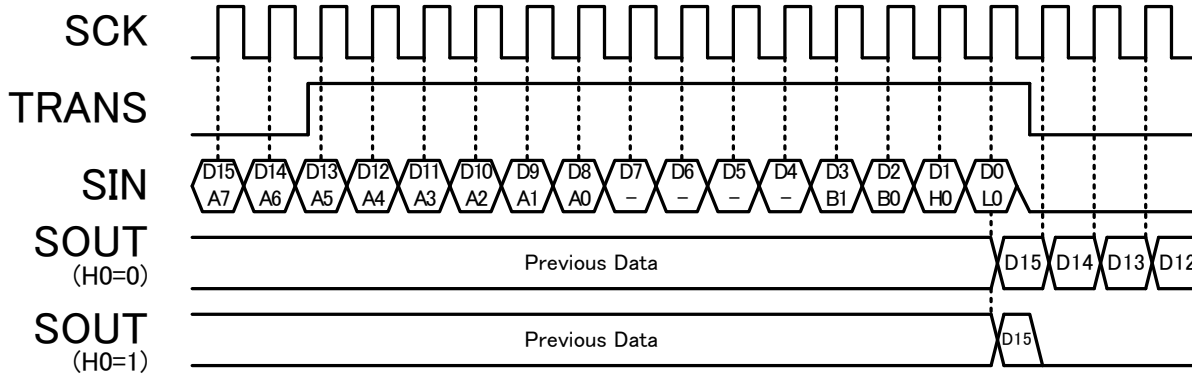 SCK
TRANS
SIN
D15 D14 D13 D12 D11 D10 D9 D8 D7 D6 D5 D4 D3 D2 D1 D0
A7 A6 A5 A4 A3 A2 A1 A0 - - - - B1 B0 H0 L0
SOUT
(H0=0)
Previous Data D15 D14 D13 D12
SOUT
(H0=1)
Previous Data D15